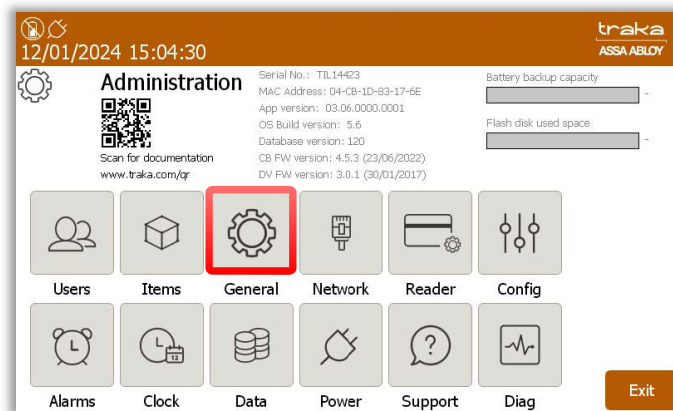 traka
12/01/2024 15:04:30
ASSA ABLOY
Administration
Scan for documentation
www.traka.com/qr
Serial No.: TIL14423
MAC Address: 04-CB-1D-83-17-6E
App version: 03.06.0000.0001
OS Build version: 5.6
Database version: 120
CB FW version: 4.5.3 (23/06/2022)
DV FW version: 3.0.1 (30/01/2017)
Battery backup capacity
-
Flash disk used space
-
Users
Items
General
Network
Reader
Config
12
Alarms
Clock
Data
Power
Support
Diag
Exit